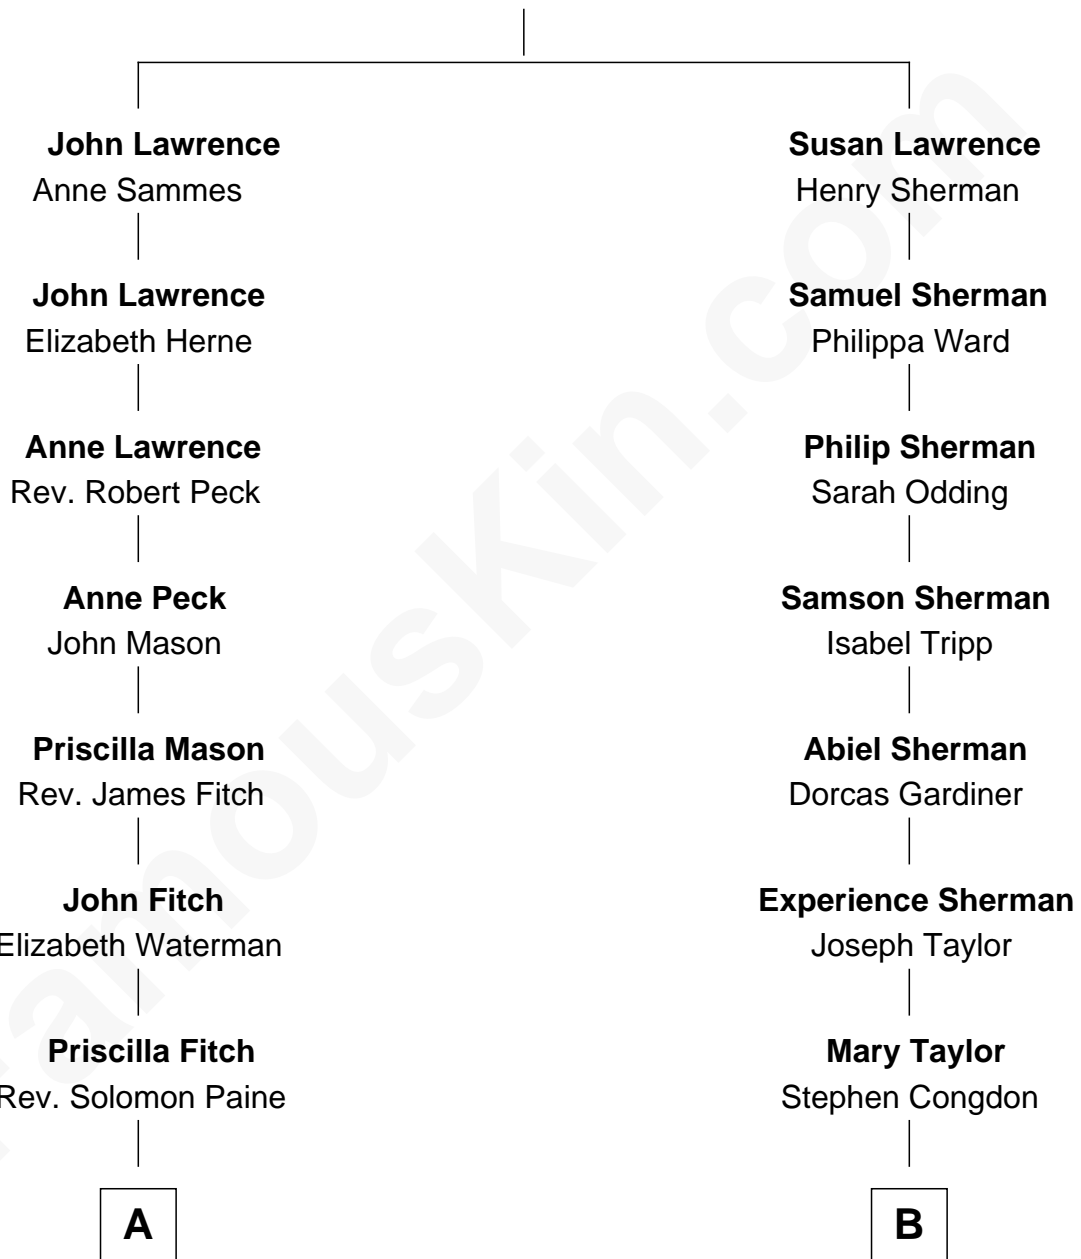 John Lawrence
Anne Sammes
John Lawrence
Elizabeth Herne
Anne Lawrence
Rev. Robert Peck
Anne Peck
John Mason
Priscilla Mason
Rev. James Fitch
John Fitch
Elizabeth Waterman
Priscilla Fitch
Rev. Solomon Paine
A
Susan Lawrence
Henry Sherman
Samuel Sherman
Philippa Ward
Philip Sherman
Sarah Odding
Samson Sherman
Isabel Tripp
Abiel Sherman
Dorcas Gardiner
Experience Sherman
Joseph Taylor
Mary Taylor
Stephen Congdon
B
FamousKin.com